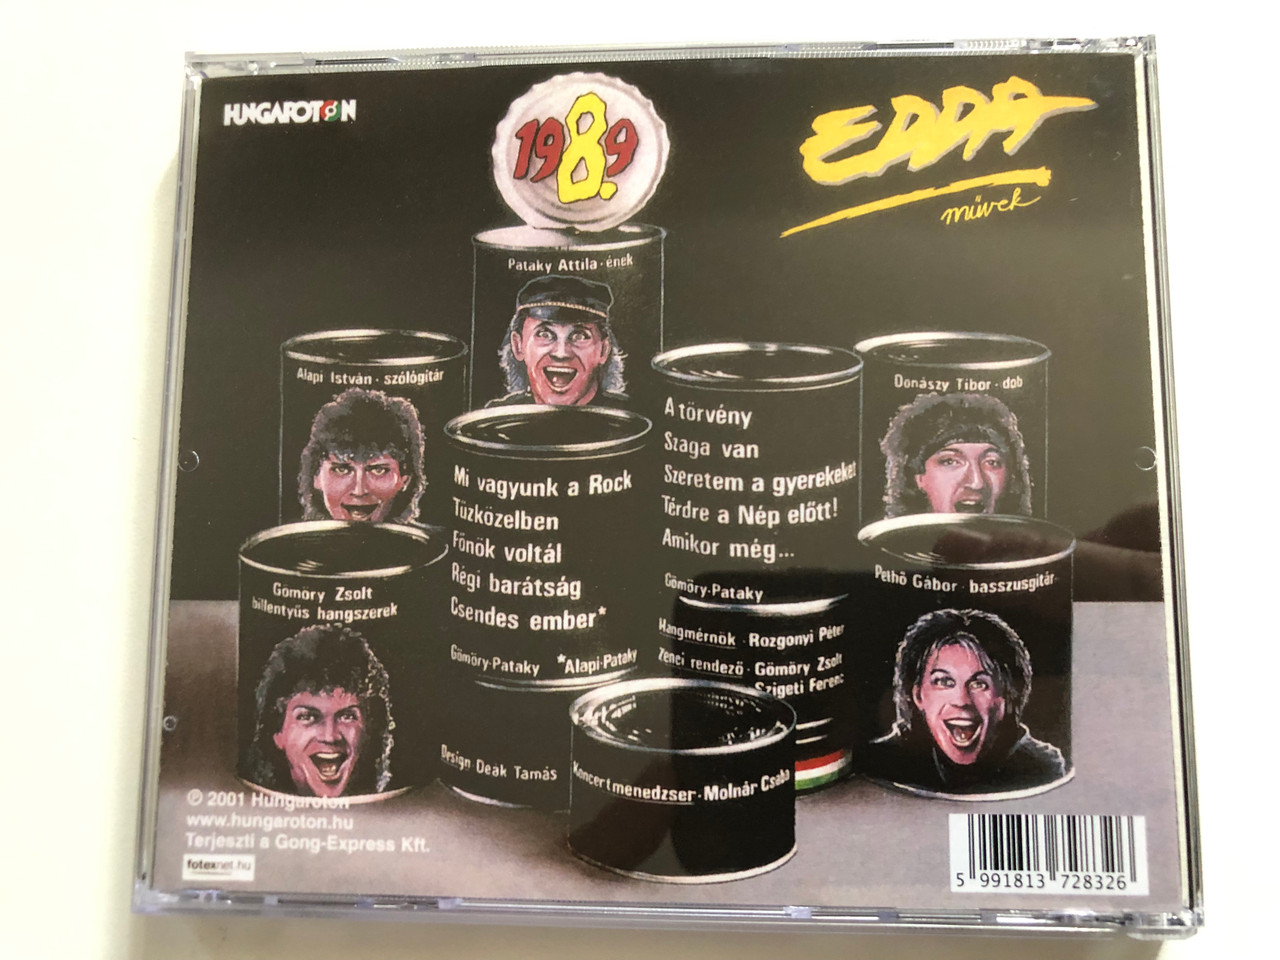 HUNGAROTON
198.9
EDDA
művek
Pataky Attila · ének
Alapi István · szólógitár
Donászy Tibor · dob
Mi vagyunk a Rock
Tűzközelben
Főnök voltál
Régi barátság
Csendes ember*
Gömöry-Pataky *Alapi-Pataky
Design · Deák Tamás
A törvény
Szaga van
Szeretem a gyerekeket
Térdre a Nép előtt!
Amikor még...
Gömöry-Pataky
Hangmérnök · Rozgonyi Péter
Zenei rendező · Gömöry Zsolt
Szigeti Ferenc
Gömöry Zsolt
billentyűs hangszerek
Pethő Gábor · basszusgitár
Koncertmenedzser · Molnár Csaba
℗ 2001 Hungaroton
www.hungaroton.hu
Terjeszti a Gong-Express Kft.
fotexnet.hu
5 991813 728326